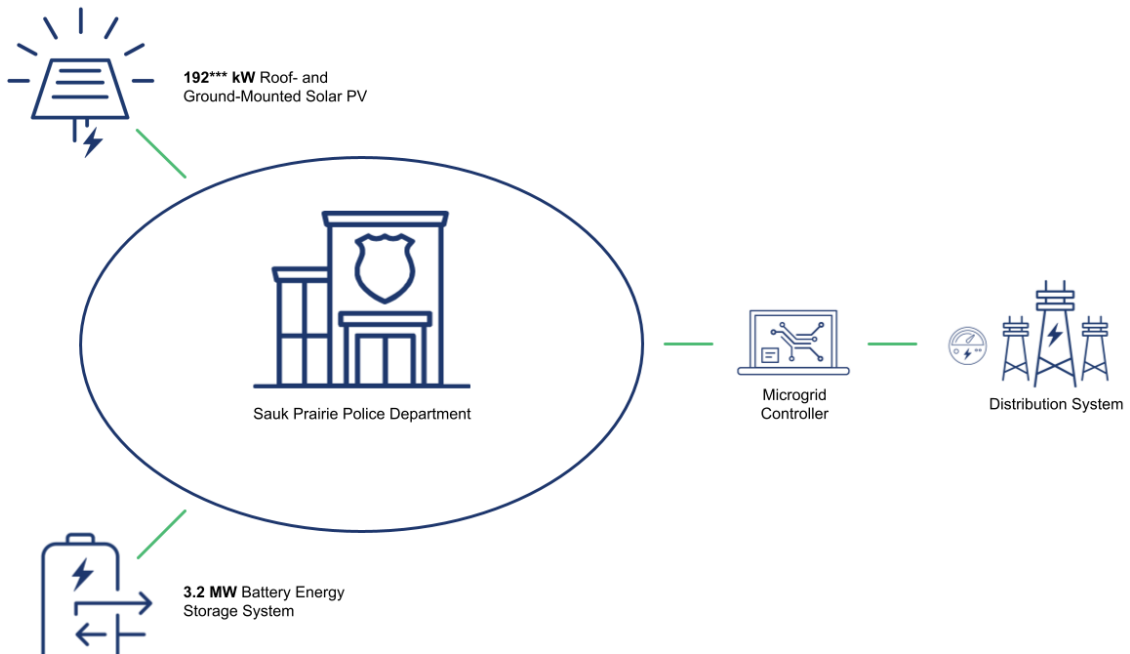 192*** kW Roof- and
Ground-Mounted Solar PV
Sauk Prairie Police Department
Microgrid
Controller
Distribution System
3.2 MW Battery Energy
Storage System